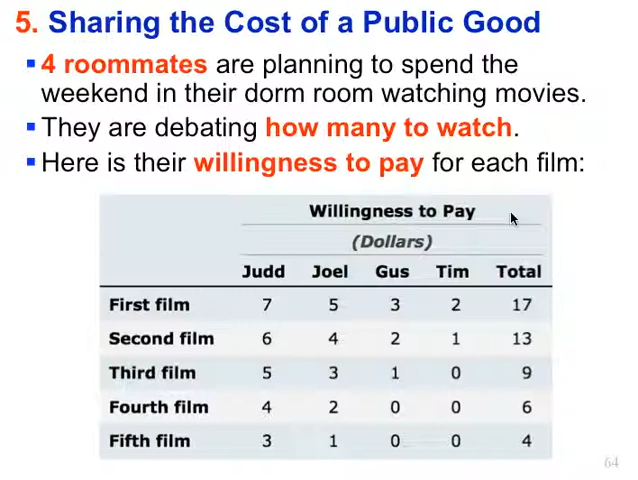 5. Sharing the Cost of a Public Good
▪ 4 roommates are planning to spend the
weekend in their dorm room watching movies.
▪ They are debating how many to watch.
▪ Here is their willingness to pay for each film:
Willingness to Pay
(Dollars)
Judd Joel Gus Tim Total
First film 7 5 3 2 17
Second film 6 4 2 1 13
Third film 5 3 1 0 9
Fourth film 4 2 0 0 6
Fifth film 3 1 0 0 4
64